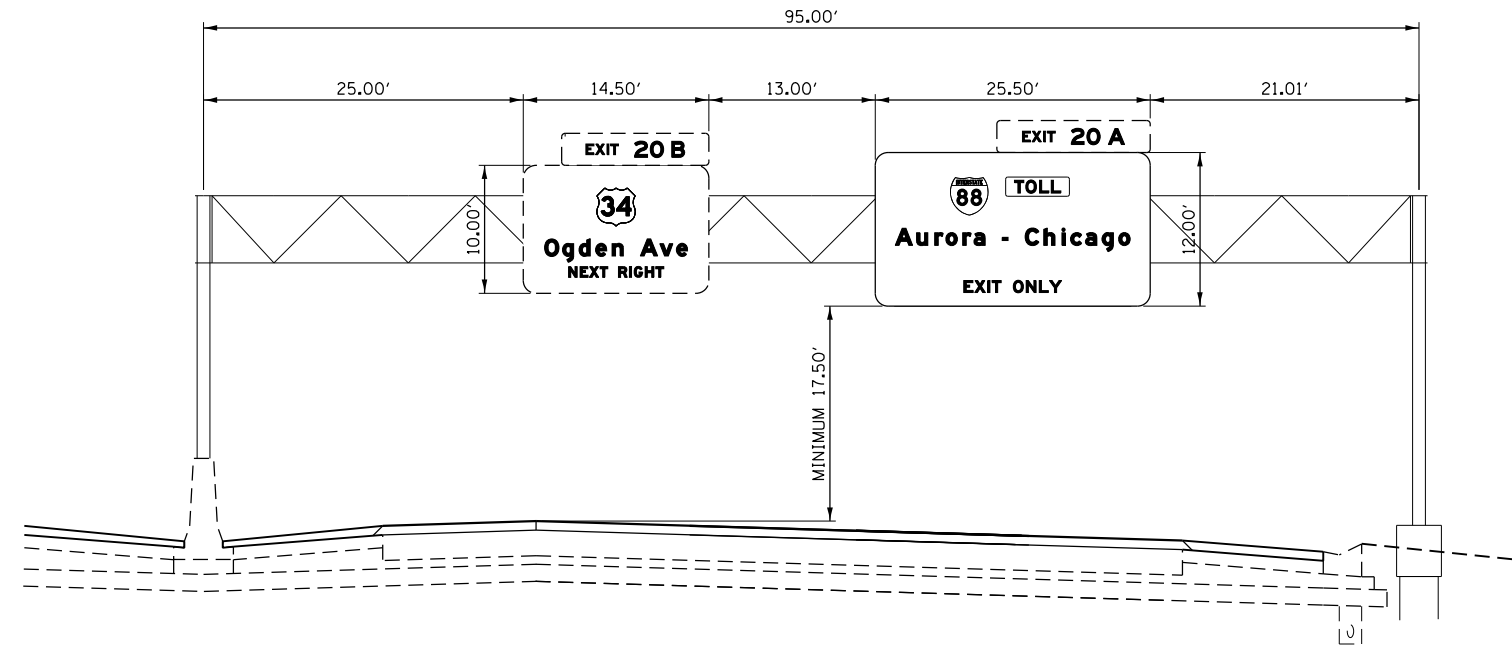 95.00'
25.00'
14.50'
13.00'
25.50'
21.01'
EXIT 20 B
34
Ogden Ave
NEXT RIGHT
10.00'
EXIT 20 A
INTERSTATE
88
TOLL
Aurora - Chicago
EXIT ONLY
12.00'
MINIMUM 17.50'